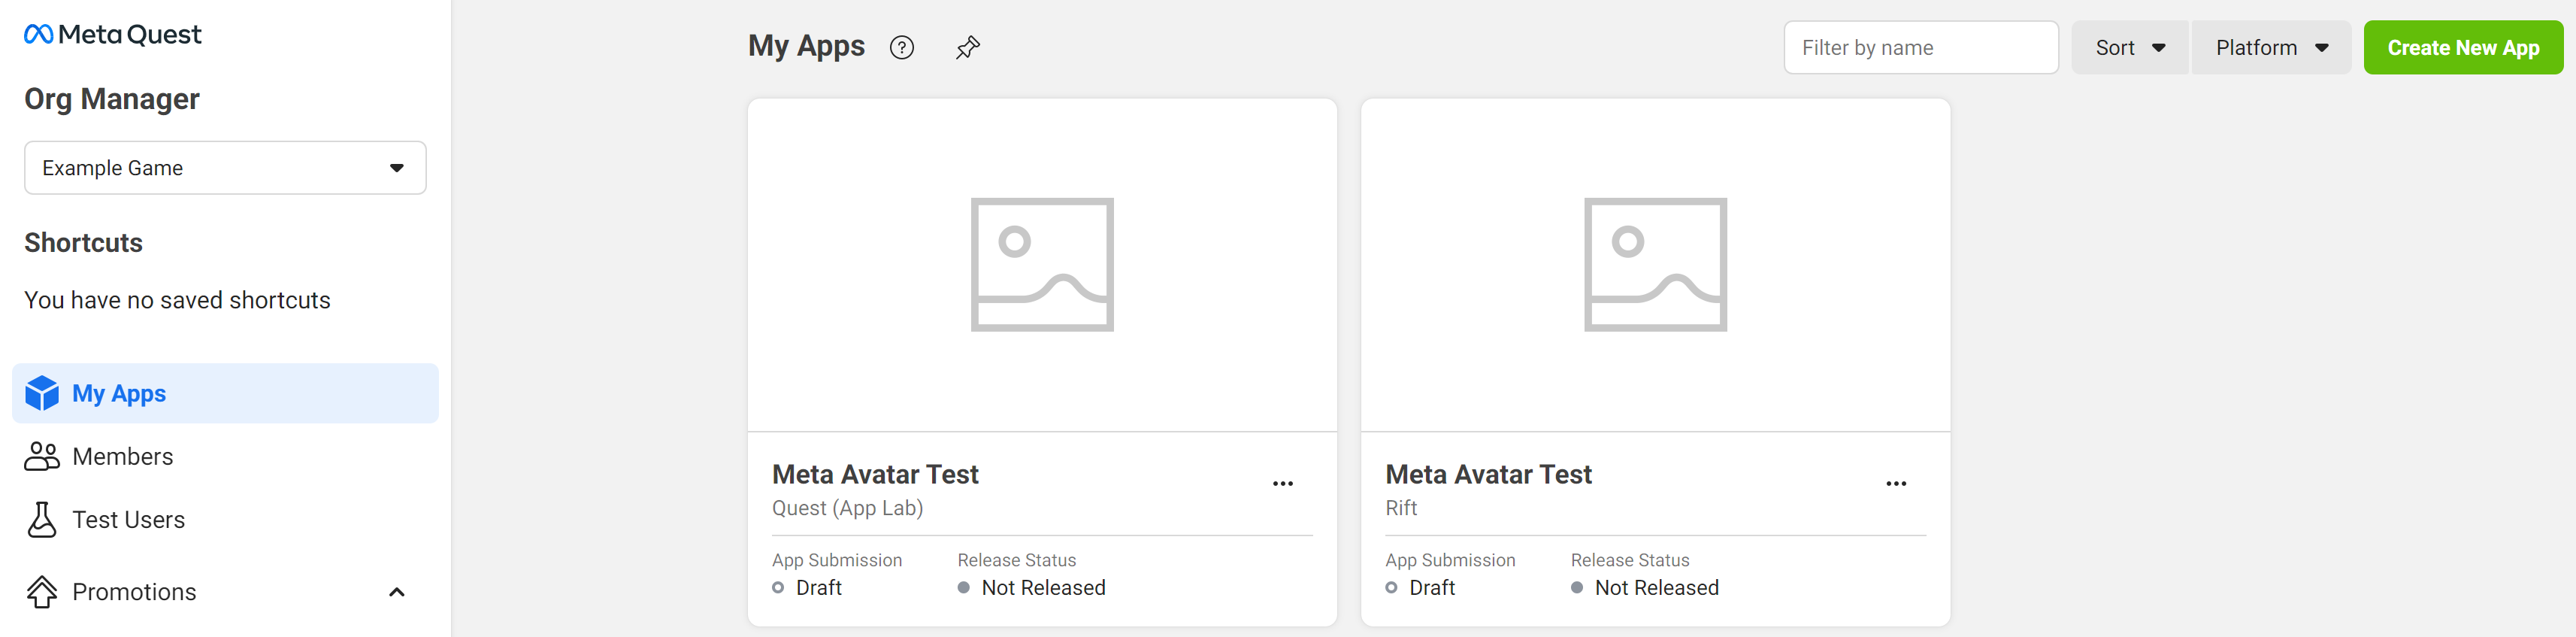 Meta Quest
Org Manager
Example Game
Shortcuts
You have no saved shortcuts
My Apps
Members
Test Users
Promotions
My Apps
Filter by name
Sort
Platform
Create New App
Meta Avatar Test
Quest (App Lab)
App Submission
Release Status
Draft
Not Released
Meta Avatar Test
Rift
App Submission
Release Status
Draft
Not Released